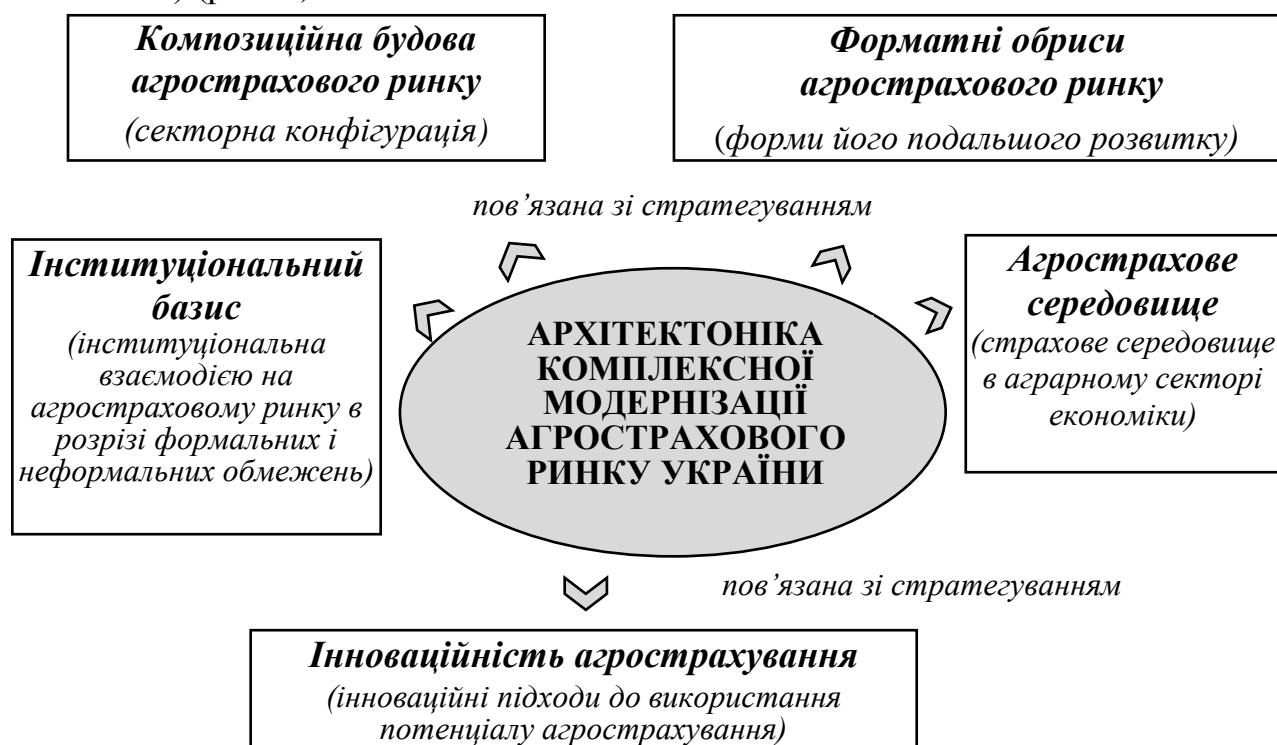 Композиційна будова
агрострахового ринку
(секторна конфігурація)
Форматні обриси
агрострахового ринку
(форми його подальшого розвитку)
пов’язана зі стратегуванням
Інституціональний
базис
(інституціональна
взаємодією на
агростраховому ринку в
розрізі формальних і
неформальних обмежень)
АРХІТЕКТОНІКА
КОМПЛЕКСНОЇ
МОДЕРНІЗАЦІЇ
АГРОСТРАХОВОГО
РИНКУ УКРАЇНИ
Агрострахове
середовище
(страхове середовище
в аграрному секторі
економіки)
пов’язана зі стратегуванням
Інноваційність агрострахування
(інноваційні підходи до використання
потенціалу агрострахування)